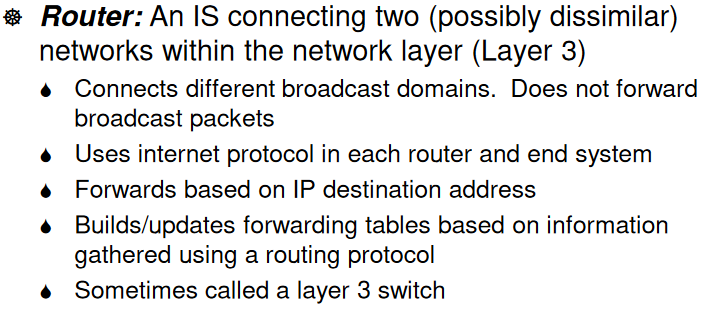 Router: An IS connecting two (possibly dissimilar)
networks within the network layer (Layer 3)
Connects different broadcast domains.  Does not forward
broadcast packets
Uses internet protocol in each router and end system
Forwards based on IP destination address
Builds/updates forwarding tables based on information
gathered using a routing protocol
Sometimes called a layer 3 switch